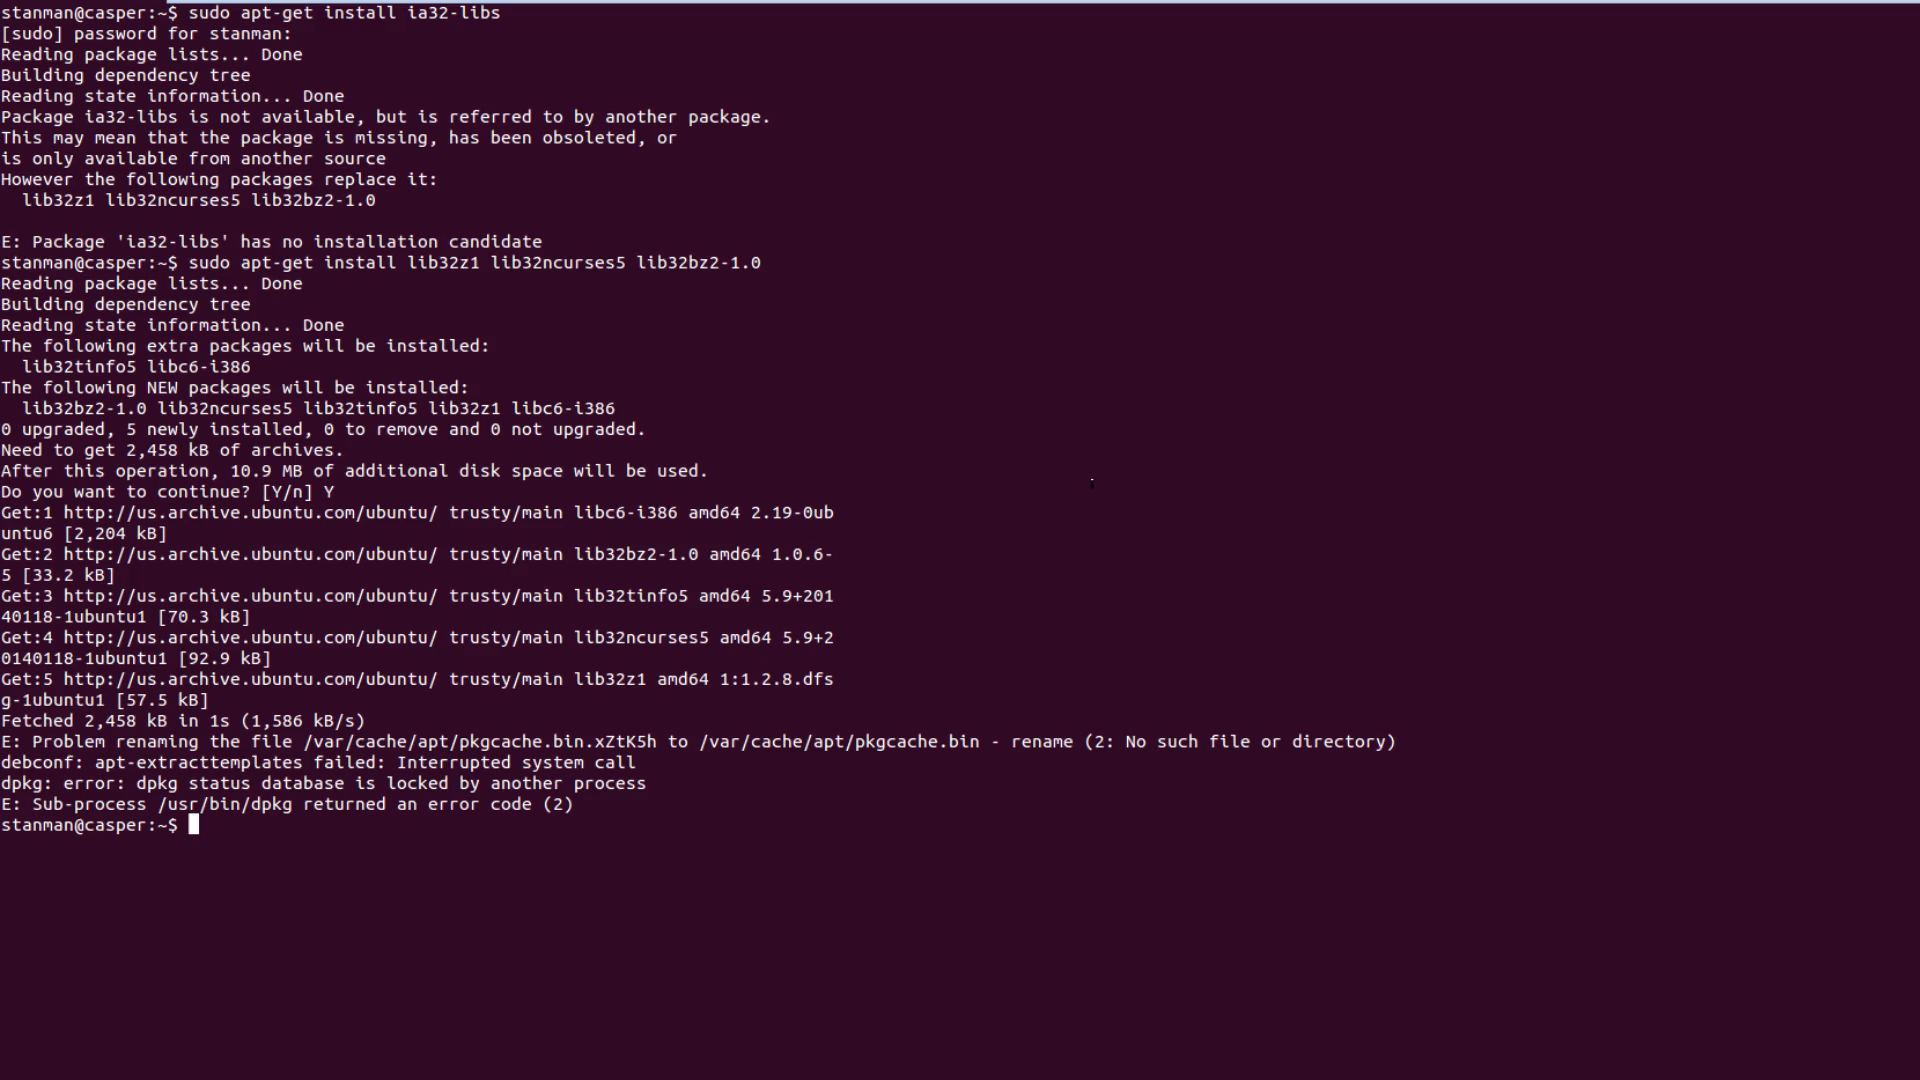 stanman@casper:~$ sudo apt-get install ia32-libs
[sudo] password for stanman:
Reading package lists... Done
Building dependency tree
Reading state information... Done
Package ia32-libs is not available, but is referred to by another package.
This may mean that the package is missing, has been obsoleted, or
is only available from another source
However the following packages replace it:
  lib32z1 lib32ncurses5 lib32bz2-1.0

E: Package 'ia32-libs' has no installation candidate
stanman@casper:~$ sudo apt-get install lib32z1 lib32ncurses5 lib32bz2-1.0
Reading package lists... Done
Building dependency tree
Reading state information... Done
The following extra packages will be installed:
  lib32tinfo5 libc6-i386
The following NEW packages will be installed:
  lib32bz2-1.0 lib32ncurses5 lib32tinfo5 lib32z1 libc6-i386
0 upgraded, 5 newly installed, 0 to remove and 0 not upgraded.
Need to get 2,458 kB of archives.
After this operation, 10.9 MB of additional disk space will be used.
Do you want to continue? [Y/n] Y
Get:1 http://us.archive.ubuntu.com/ubuntu/ trusty/main libc6-i386 amd64 2.19-0ub
untu6 [2,204 kB]
Get:2 http://us.archive.ubuntu.com/ubuntu/ trusty/main lib32bz2-1.0 amd64 1.0.6-
5 [33.2 kB]
Get:3 http://us.archive.ubuntu.com/ubuntu/ trusty/main lib32tinfo5 amd64 5.9+201
40118-1ubuntu1 [70.3 kB]
Get:4 http://us.archive.ubuntu.com/ubuntu/ trusty/main lib32ncurses5 amd64 5.9+2
0140118-1ubuntu1 [92.9 kB]
Get:5 http://us.archive.ubuntu.com/ubuntu/ trusty/main lib32z1 amd64 1:1.2.8.dfs
g-1ubuntu1 [57.5 kB]
Fetched 2,458 kB in 1s (1,586 kB/s)
E: Problem renaming the file /var/cache/apt/pkgcache.bin.xZtK5h to /var/cache/apt/pkgcache.bin - rename (2: No such file or directory)
debconf: apt-extracttemplates failed: Interrupted system call
dpkg: error: dpkg status database is locked by another process
E: Sub-process /usr/bin/dpkg returned an error code (2)
stanman@casper:~$